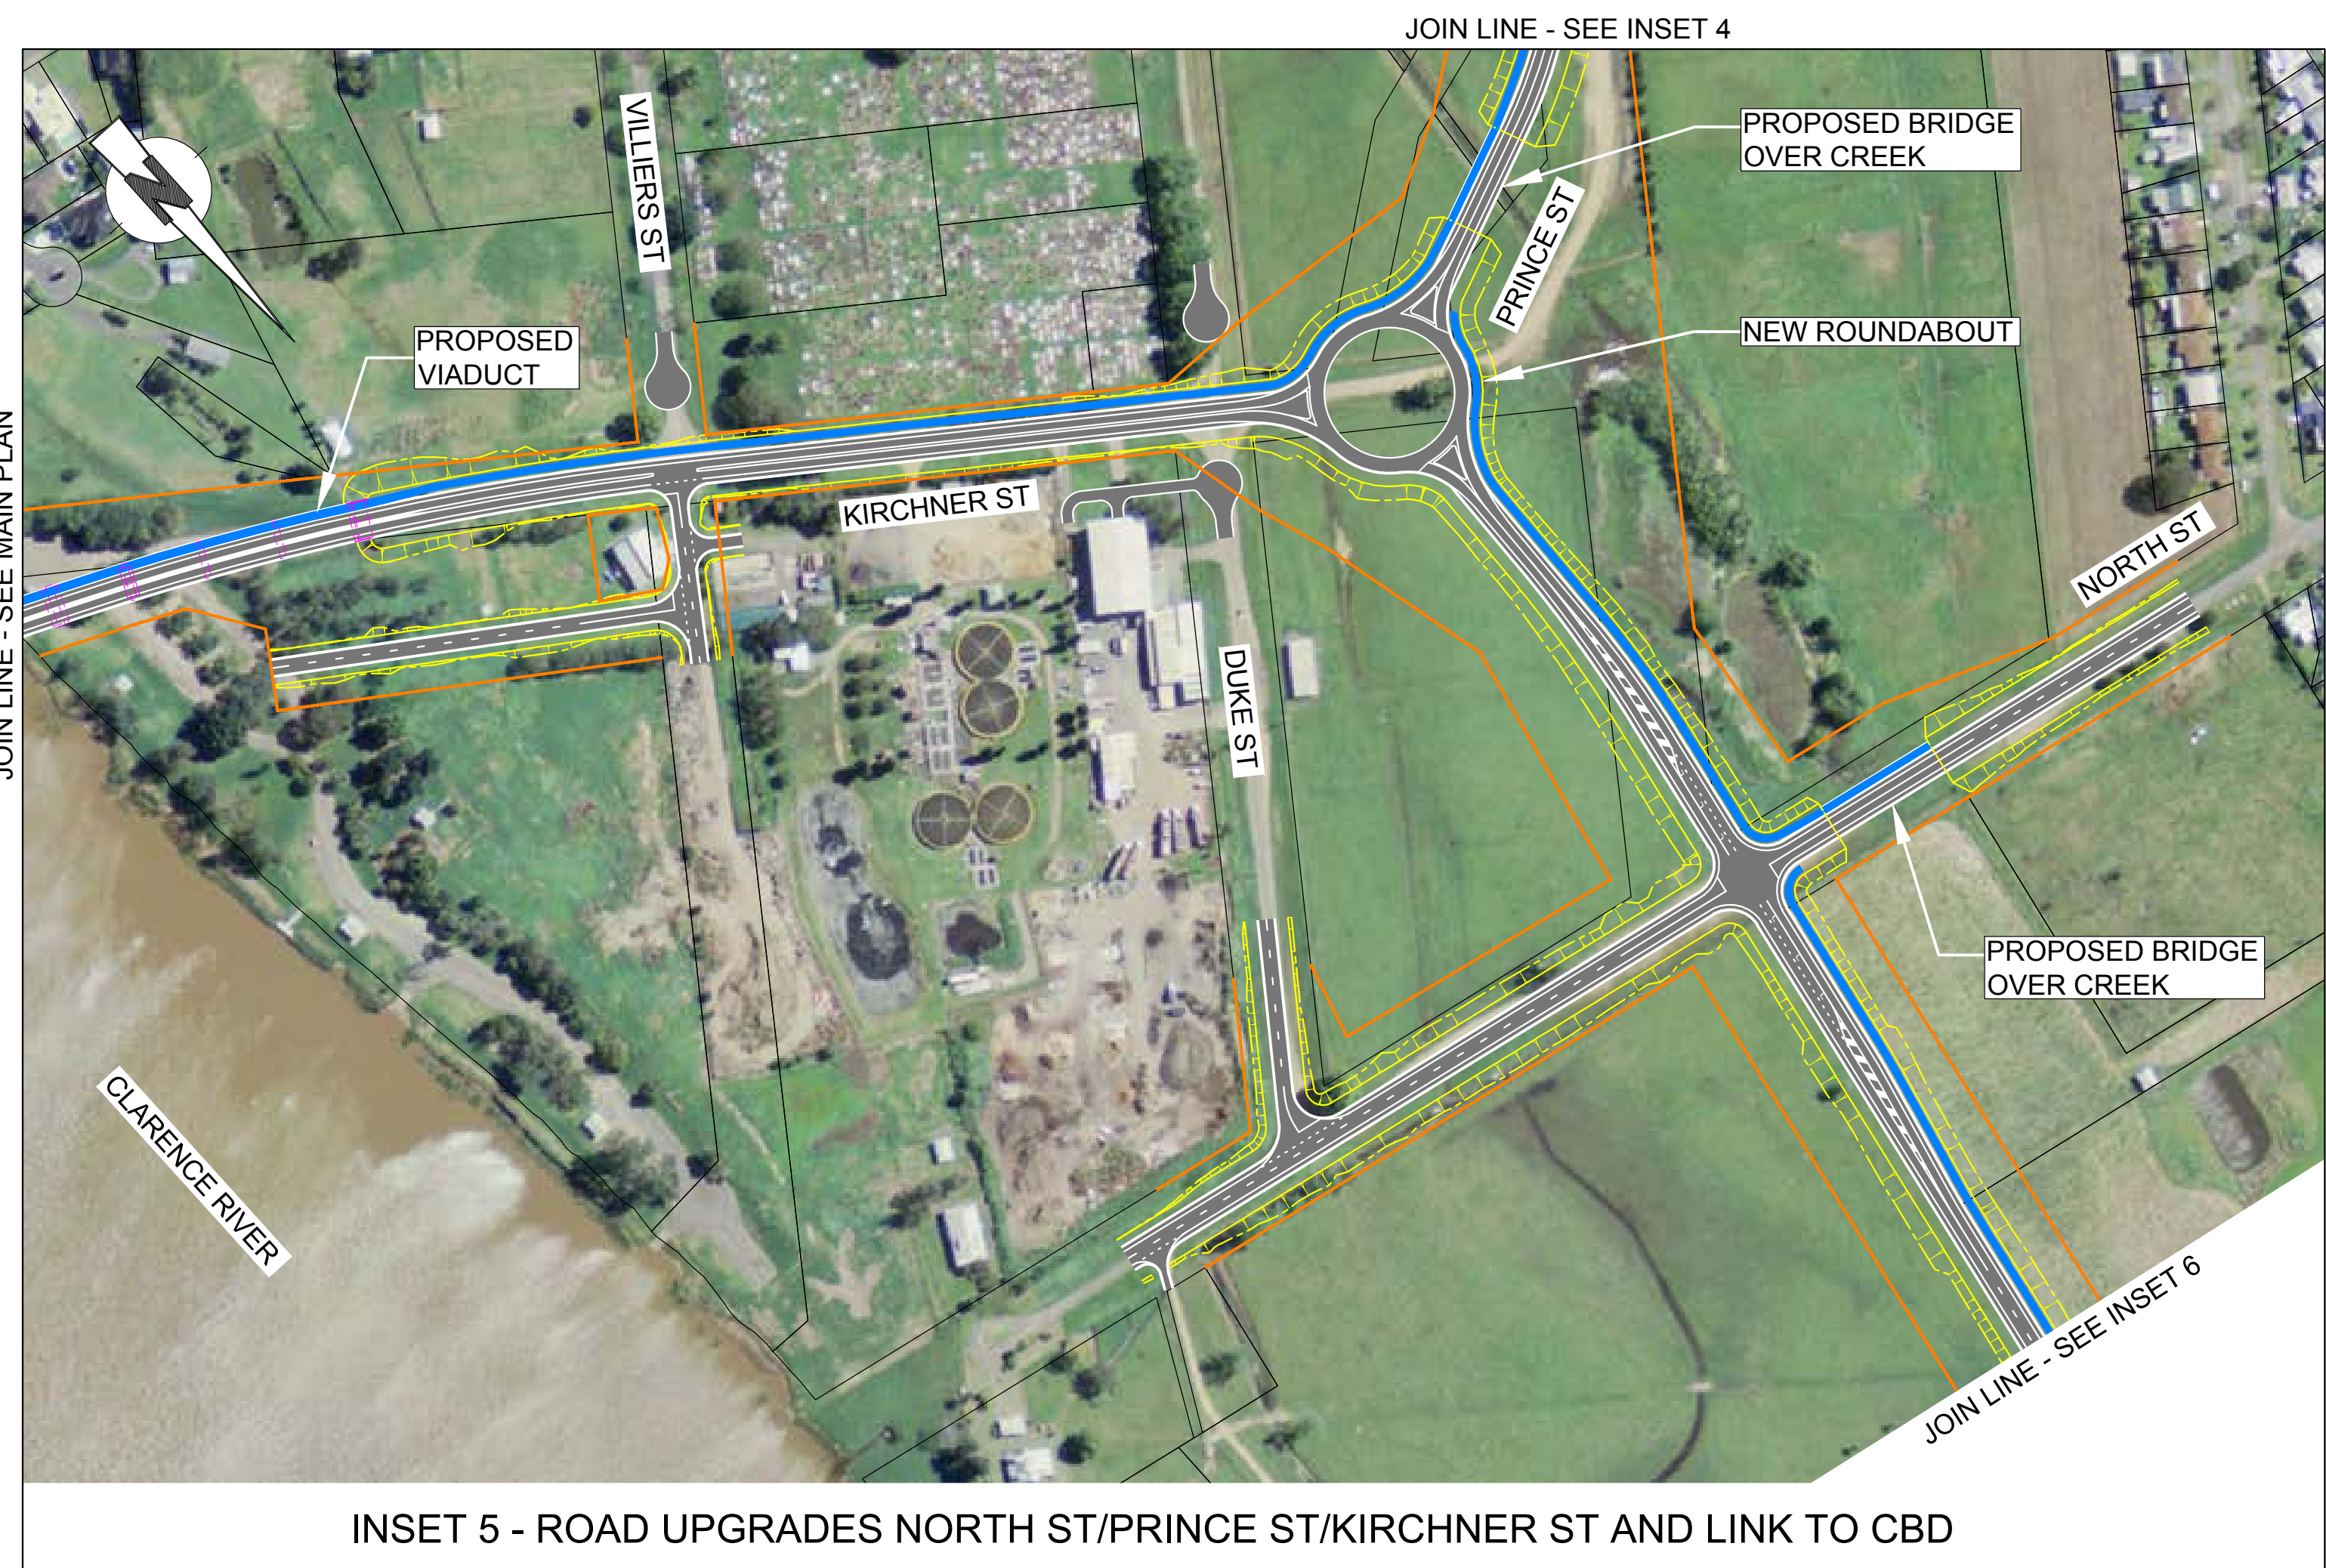 JOIN LINE - SEE INSET 4
PROPOSED BRIDGE
OVER CREEK
VILLIERS ST
PRINCE ST
NEW ROUNDABOUT
PROPOSED
VIADUCT
JOIN LINE - SEE MAIN PLAN
KIRCHNER ST
NORTH ST
DUKE ST
PROPOSED BRIDGE
OVER CREEK
CLARENCE RIVER
JOIN LINE - SEE INSET 6
INSET 5 - ROAD UPGRADES NORTH ST/PRINCE ST/KIRCHNER ST AND LINK TO CBD